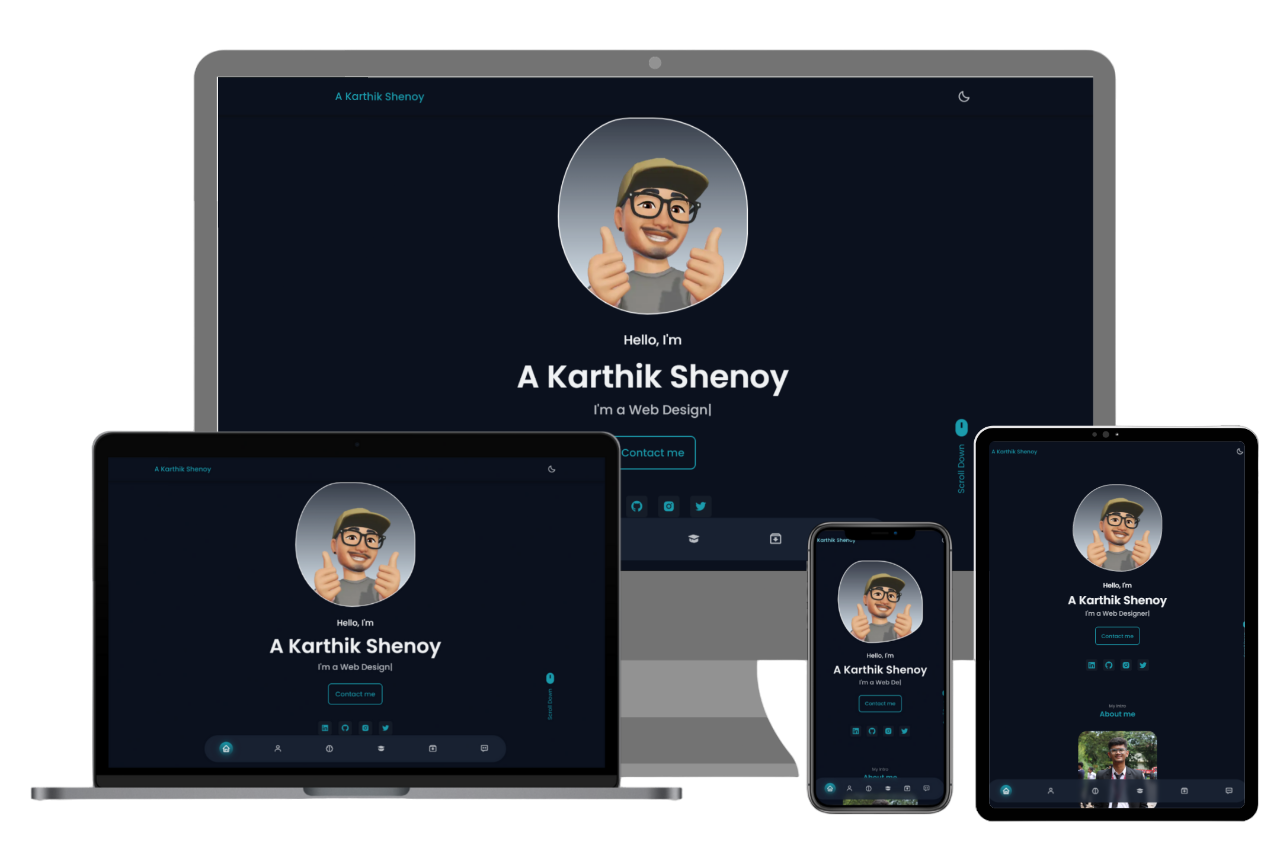 A Karthik Shenoy
Hello, I'm
A Karthik Shenoy
I'm a Web Design|
Contact me
Scroll Down
A Karthik Shenoy
Hello, I'm
A Karthik Shenoy
I'm a Web Design|
Contact me
Scroll Down
Karthik Shenoy
Hello, I'm
A Karthik Shenoy
I'm a Web De|
Contact me
My Intro
About me
A Karthik Shenoy
Hello, I'm
A Karthik Shenoy
I'm a Web Designer|
Contact me
My Intro
About me